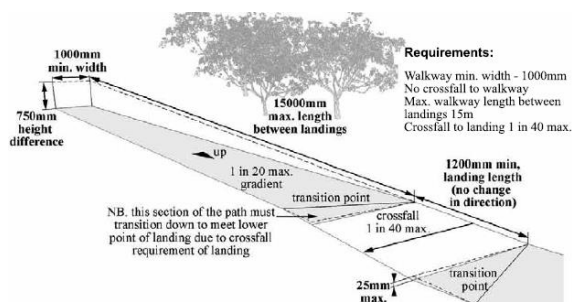 1000mm
min. width
750mm
height
difference
15000mm
max. length
between landings
Requirements:
Walkway min. width - 1000mm
No crossfall to walkway
Max. walkway length between
landings 15m
Crossfall to landing 1 in 40 max.
up
1 in 20 max.
gradient
transition point
1200mm min,
landing length
(no change
in direction)
NB. this section of the path must
transition down to meet lower
point of landing due to crossfall
requirement of landing
crossfall
1 in 40 max
25mm
max.
transition
point